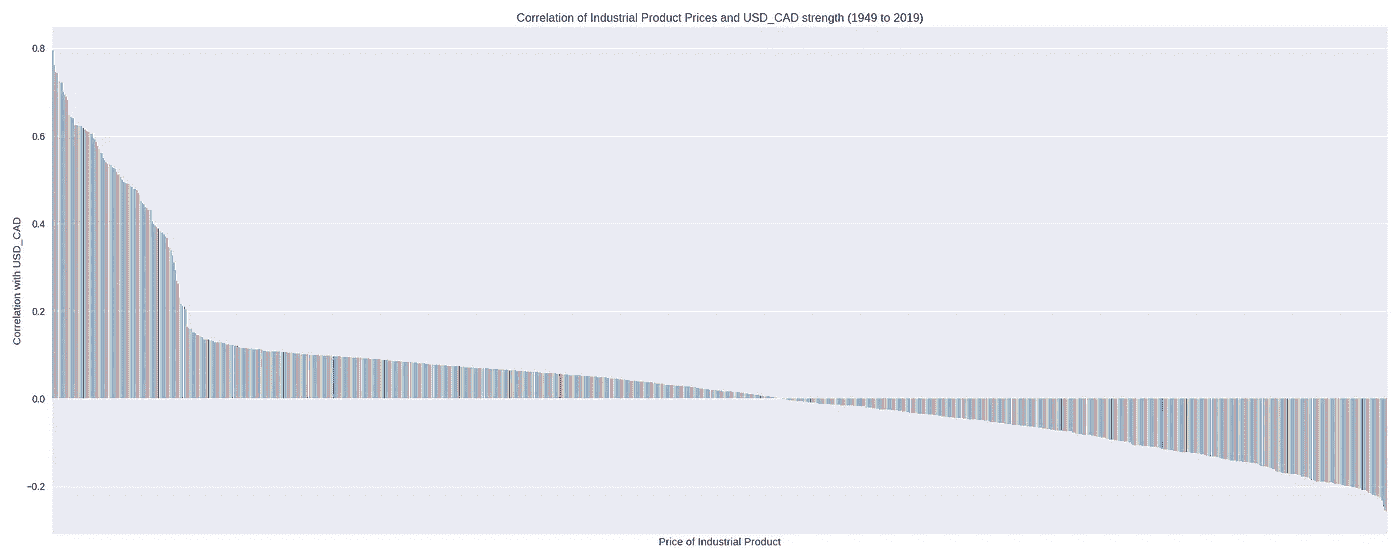 Correlation of Industrial Product Prices and USD_CAD strength (1949 to 2019)
0.8
0.6
0.4
0.2
0.0
−0.2
Correlation with USD_CAD
Price of Industrial Product